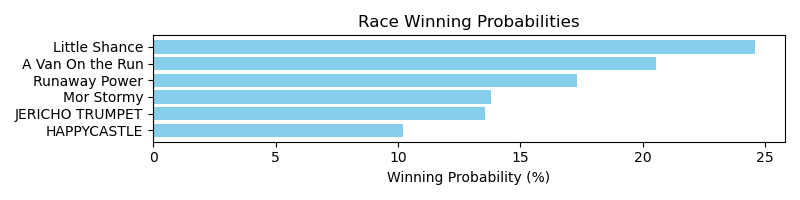 Race Winning Probabilities
Little Shance
A Van On the Run
Runaway Power
Mor Stormy
JERICHO TRUMPET
HAPPYCASTLE
0 5 10 15 20 25
Winning Probability (%)